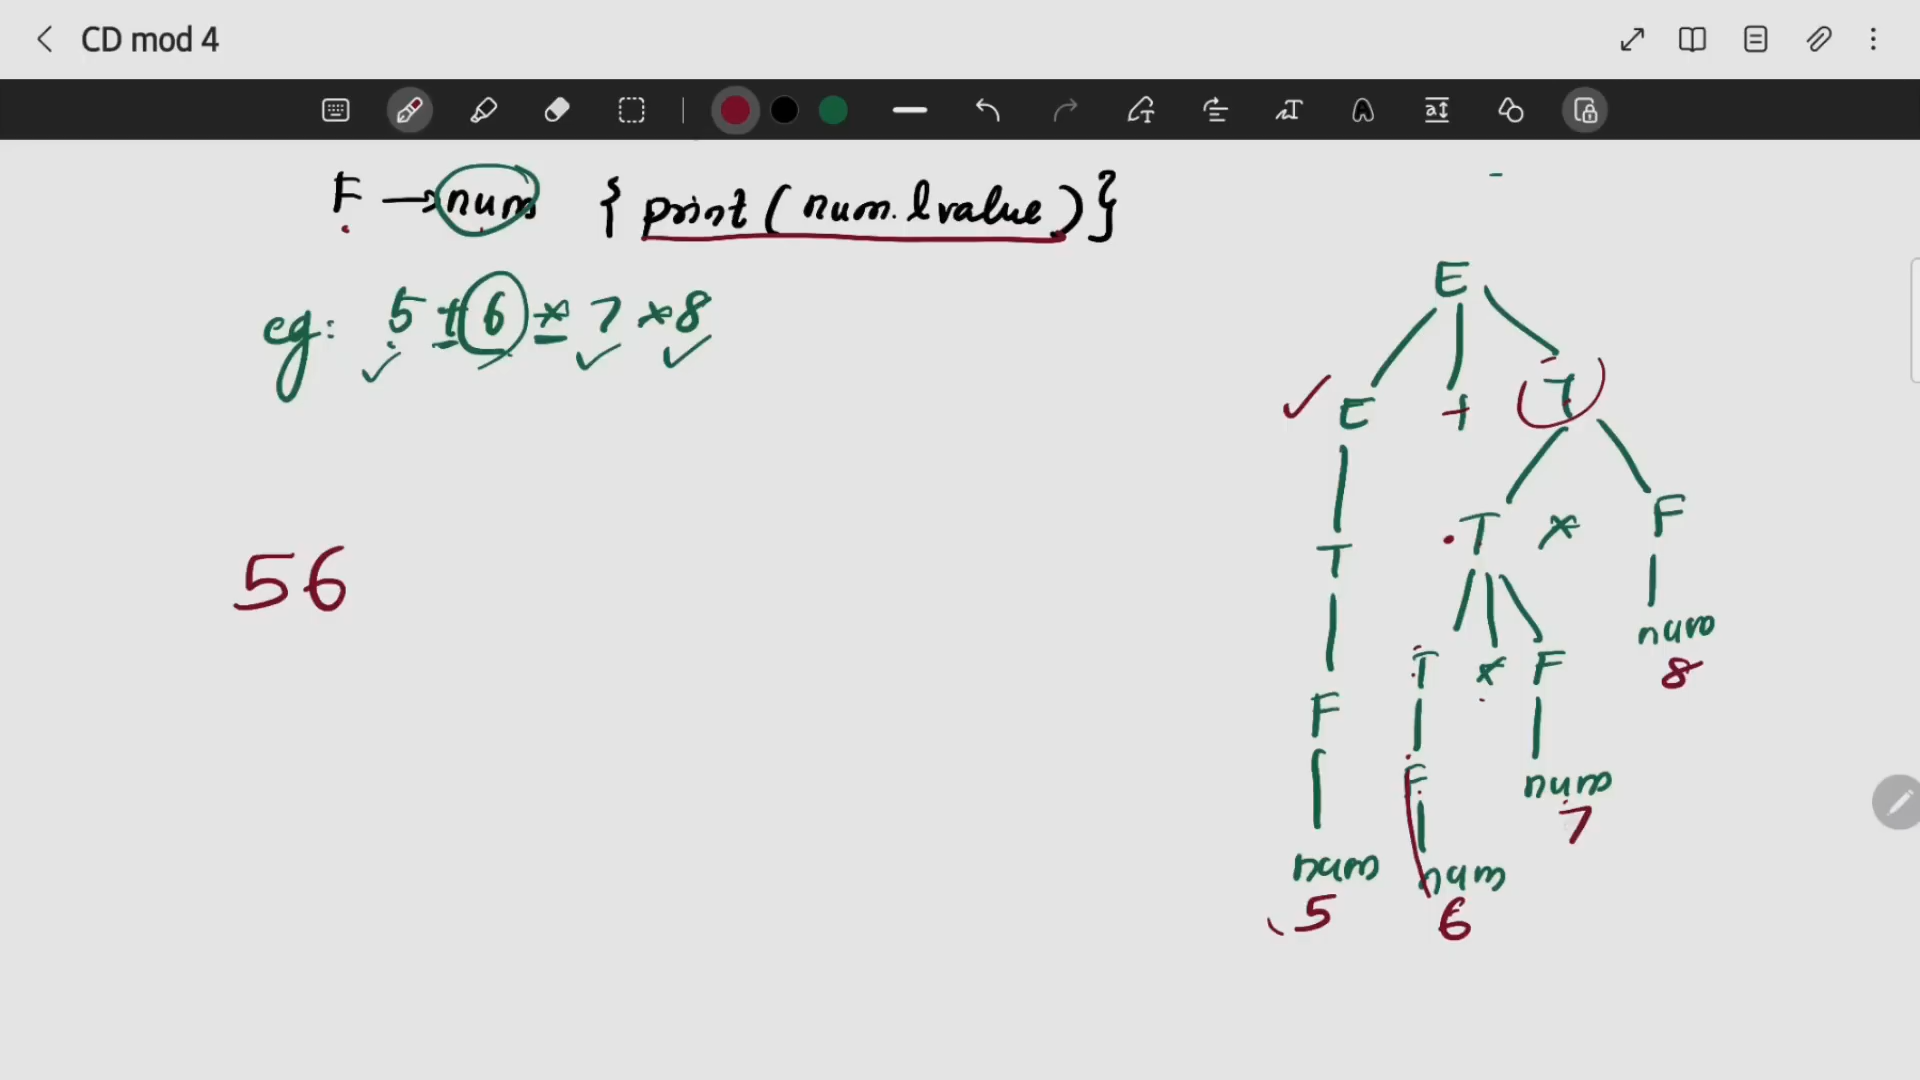 CD mod 4
F → num { print ( num. lvalue ) }
eg: 5 + 6 * 7 * 8
56
E
E + T
T T * F
F T * F num 8
num 5 F num 7
num 6